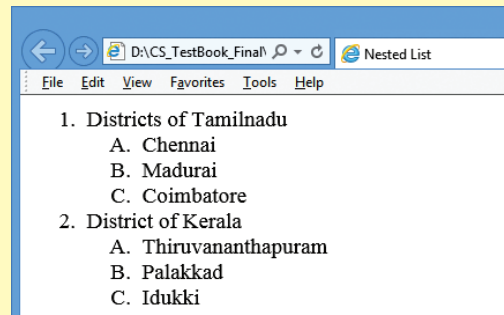 D:\CS_TestBook_Final\
Nested List
File Edit View Favorites Tools Help
1. Districts of Tamilnadu
A. Chennai
B. Madurai
C. Coimbatore
2. District of Kerala
A. Thiruvananthapuram
B. Palakkad
C. Idukki